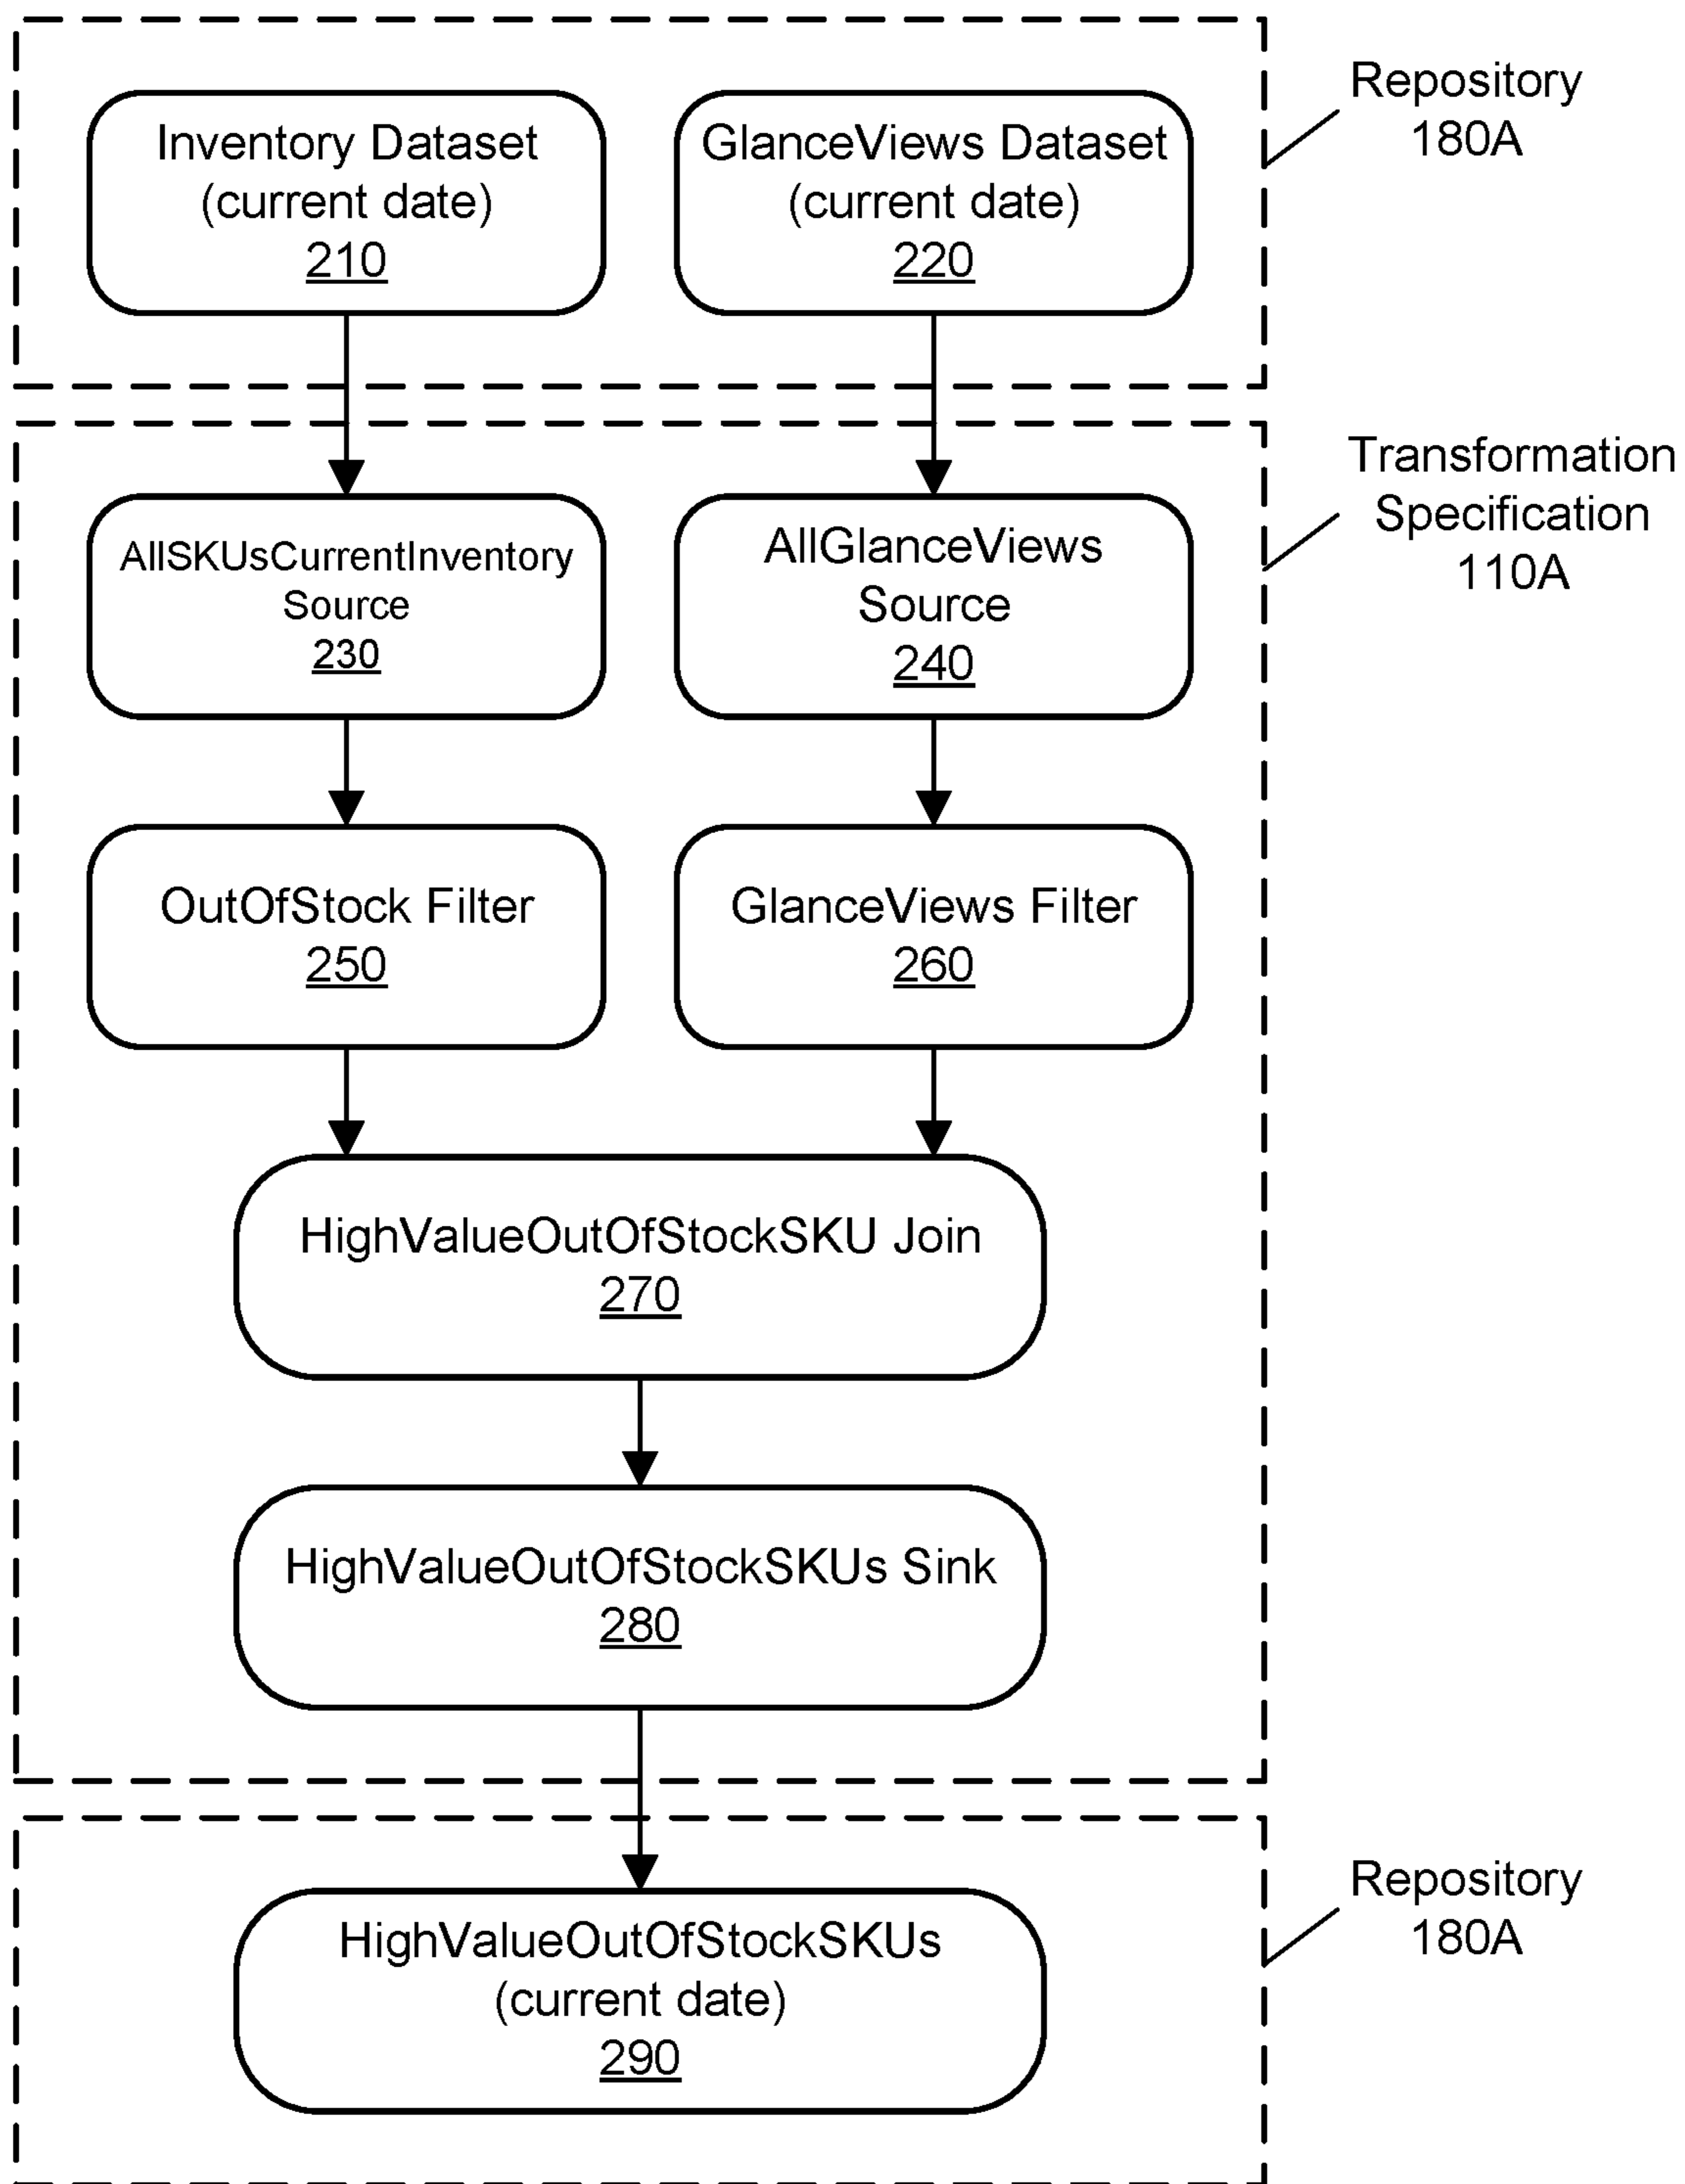 Repository
180A
Inventory Dataset
(current date)
210
GlanceViews Dataset
(current date)
220
Transformation
Specification
110A
AllSKUsCurrentInventory
Source
230
AllGlanceViews
Source
240
OutOfStock Filter
250
GlanceViews Filter
260
HighValueOutOfStockSKU Join
270
HighValueOutOfStockSKUs Sink
280
Repository
180A
HighValueOutOfStockSKUs
(current date)
290